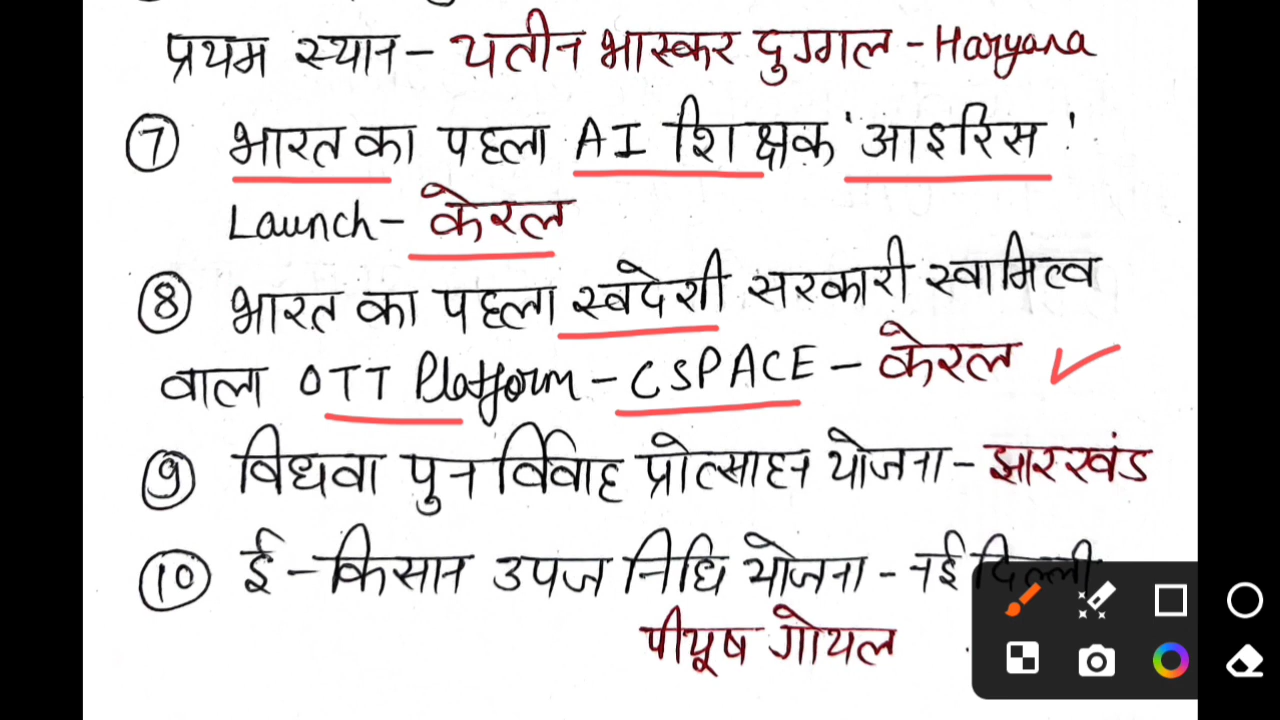 प्रथम स्थान - यतीन भास्कर दुग्गल - Haryana
⑦ भारत का पहला AI शिक्षक 'आइरिस'
Launch - केरल
⑧ भारत का पहला स्वदेशी सरकारी स्वामित्व
वाला OTT Platform - CSPACE - केरल
⑨ विधवा पुनर्विवाह प्रोत्साहन योजना - झारखंड
⑩ ई-किसान उपज निधि योजना - नई दिल्ली
पीयूष गोयल